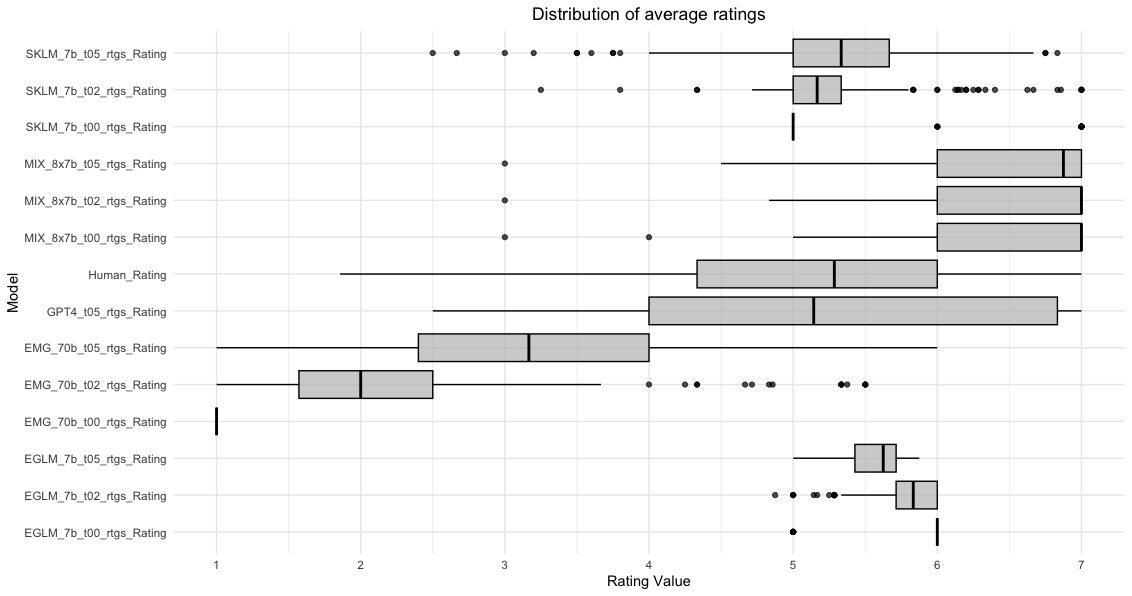 Distribution of average ratings
Model
SKLM_7b_t05_rtgs_Rating
SKLM_7b_t02_rtgs_Rating
SKLM_7b_t00_rtgs_Rating
MIX_8x7b_t05_rtgs_Rating
MIX_8x7b_t02_rtgs_Rating
MIX_8x7b_t00_rtgs_Rating
Human_Rating
GPT4_t05_rtgs_Rating
EMG_70b_t05_rtgs_Rating
EMG_70b_t02_rtgs_Rating
EMG_70b_t00_rtgs_Rating
EGLM_7b_t05_rtgs_Rating
EGLM_7b_t02_rtgs_Rating
EGLM_7b_t00_rtgs_Rating
1 2 3 4 5 6 7
Rating Value